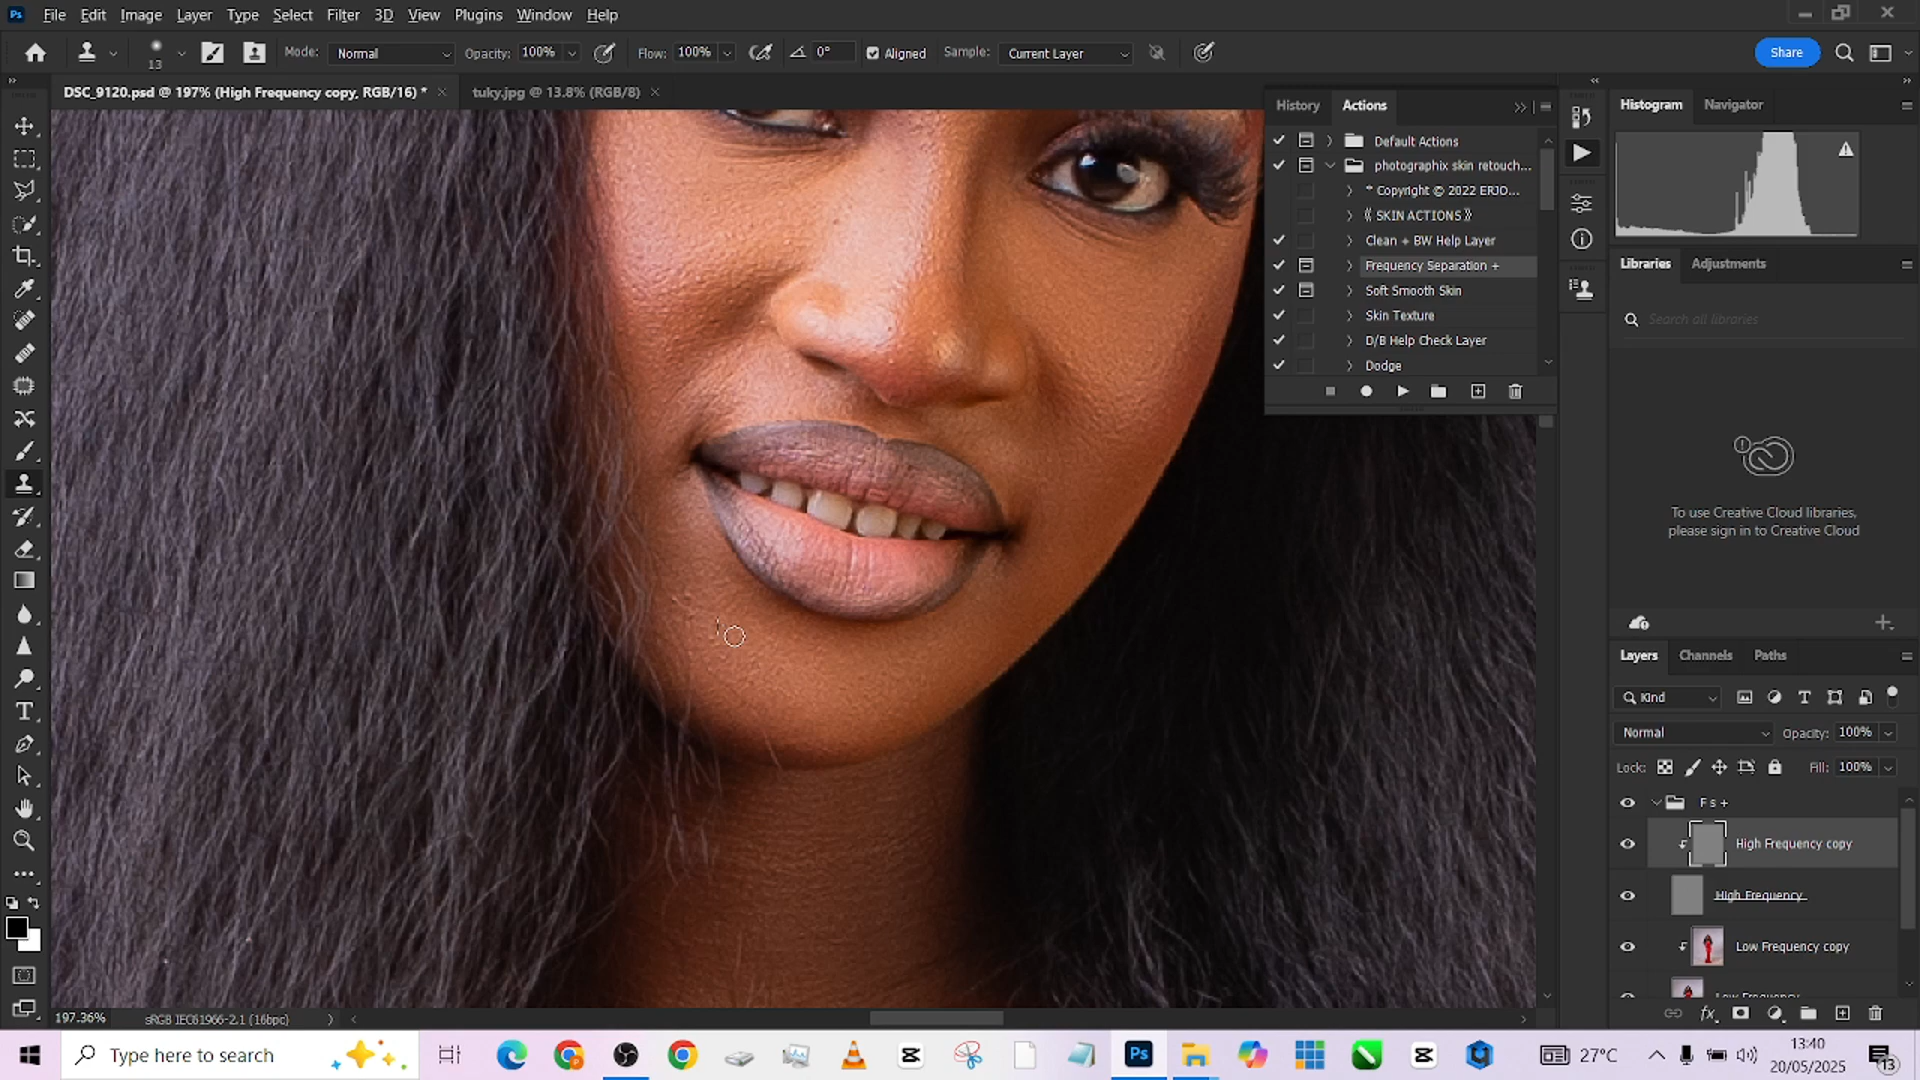 Ps File Edit Image Layer Type Select Filter 3D View Plugins Window Help
13 Mode: Normal Opacity: 100% Flow: 100% 0° Aligned Sample: Current Layer Share
DSC_9120.psd @ 197% (High Frequency copy, RGB/16) * tuky.jpg @ 13.8% (RGB/8)
History Actions
Default Actions
photographix skin retouch...
* Copyright © 2022 ERJO...
《 SKIN ACTIONS 》
Clean + BW Help Layer
Frequency Separation +
Soft Smooth Skin
Skin Texture
D/B Help Check Layer
Dodge
Histogram Navigator
Libraries Adjustments
Search all libraries
To use Creative Cloud libraries,
please sign in to Creative Cloud
Layers Channels Paths
Kind
Normal Opacity: 100%
Lock: Fill: 100%
F s +
High Frequency copy
High Frequency
Low Frequency copy
Low Frequency
197.36% sRGB IEC61966-2.1 (16bpc)
Type here to search
Ps
27°C
13:40
20/05/2025
13